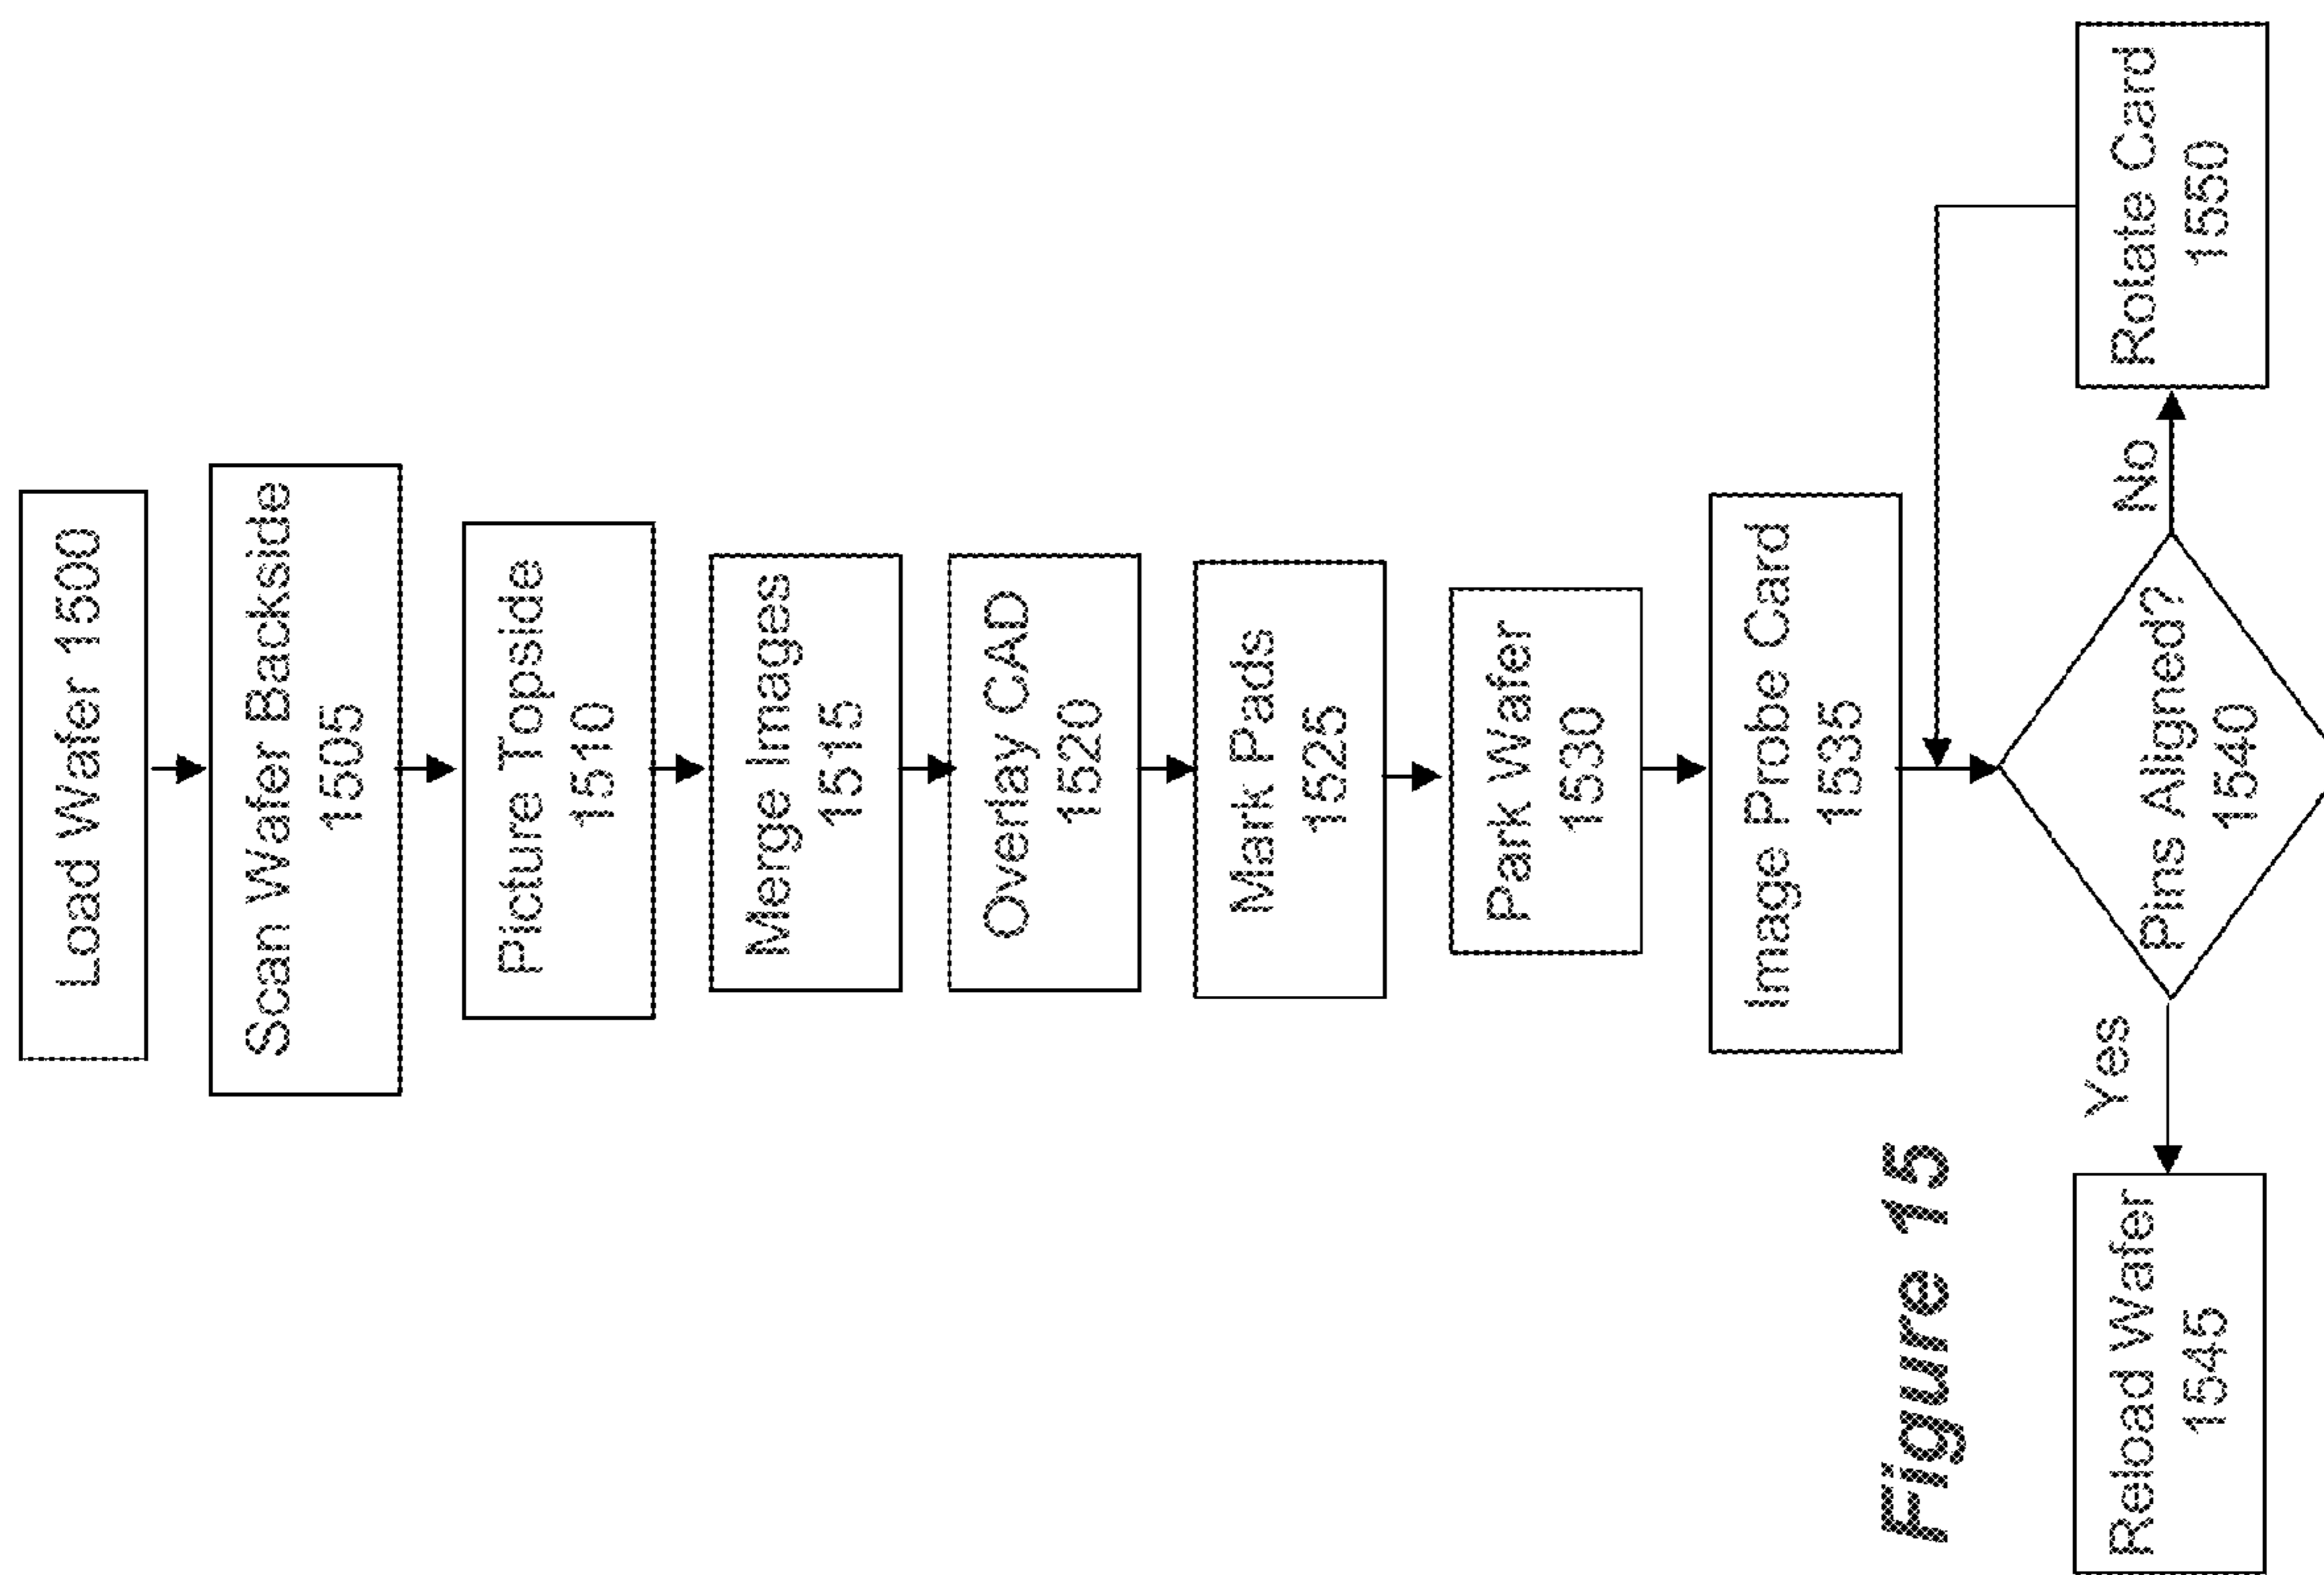 Load Wafer 1500
Scan Wafer Backside
1505
Picture Topside
1510
Merge Images
1515
Overlay CAD
1520
Mark Pads
1525
Park Wafer
1530
Image Probe Card
1535
Pins Aligned?
1540
Yes
No
Reload Wafer
1545
Rotate Card
1550
Figure 15